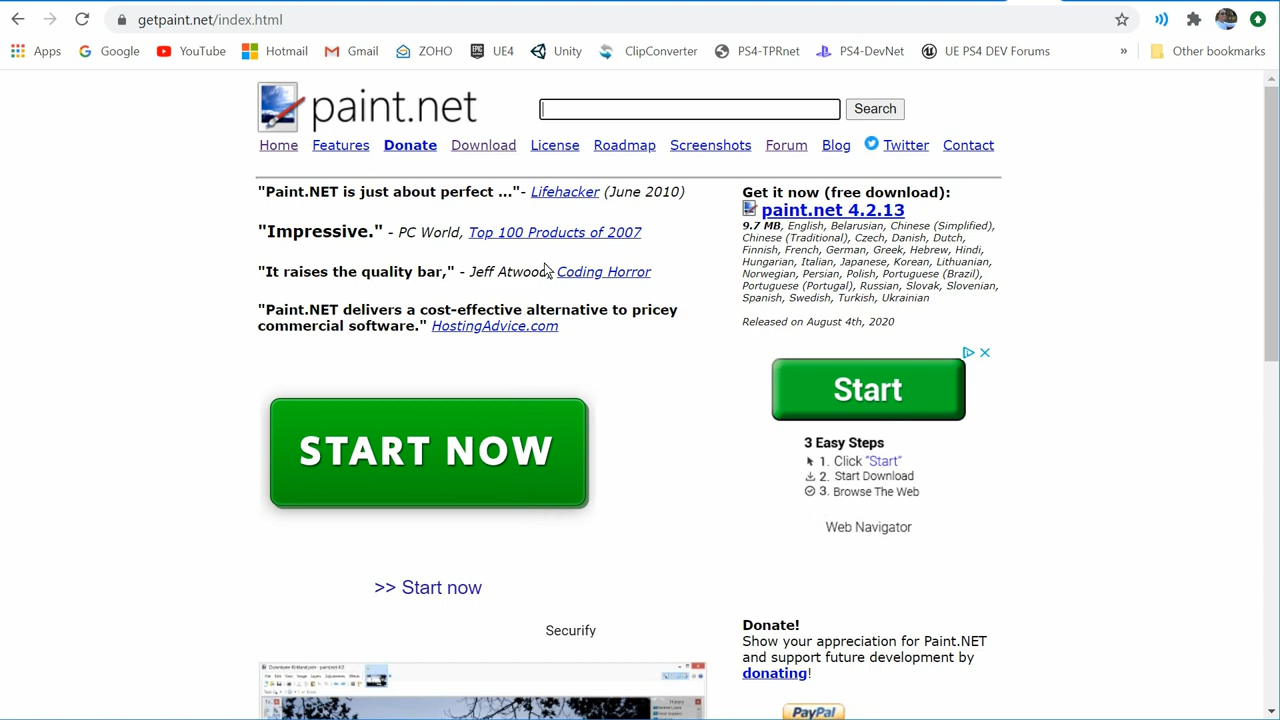 getpaint.net/index.html
Apps Google YouTube Hotmail Gmail ZOHO UE4 Unity ClipConverter PS4-TPRnet PS4-DevNet UE PS4 DEV Forums » Other bookmarks
paint.net
Search
Home Features Donate Download License Roadmap Screenshots Forum Blog Twitter Contact
"Paint.NET is just about perfect ..."- Lifehacker (June 2010)
"Impressive." - PC World, Top 100 Products of 2007
"It raises the quality bar," - Jeff Atwood, Coding Horror
"Paint.NET delivers a cost-effective alternative to pricey
commercial software." HostingAdvice.com
Get it now (free download):
paint.net 4.2.13
9.7 MB, English, Belarusian, Chinese (Simplified),
Chinese (Traditional), Czech, Danish, Dutch,
Finnish, French, German, Greek, Hebrew, Hindi,
Hungarian, Italian, Japanese, Korean, Lithuanian,
Norwegian, Persian, Polish, Portuguese (Brazil),
Portuguese (Portugal), Russian, Slovak, Slovenian,
Spanish, Swedish, Turkish, Ukrainian
Released on August 4th, 2020
START NOW
>> Start now
Securify
Start
3 Easy Steps
1. Click "Start"
2. Start Download
3. Browse The Web
Web Navigator
Donate!
Show your appreciation for Paint.NET
and support future development by
donating!
PayPal